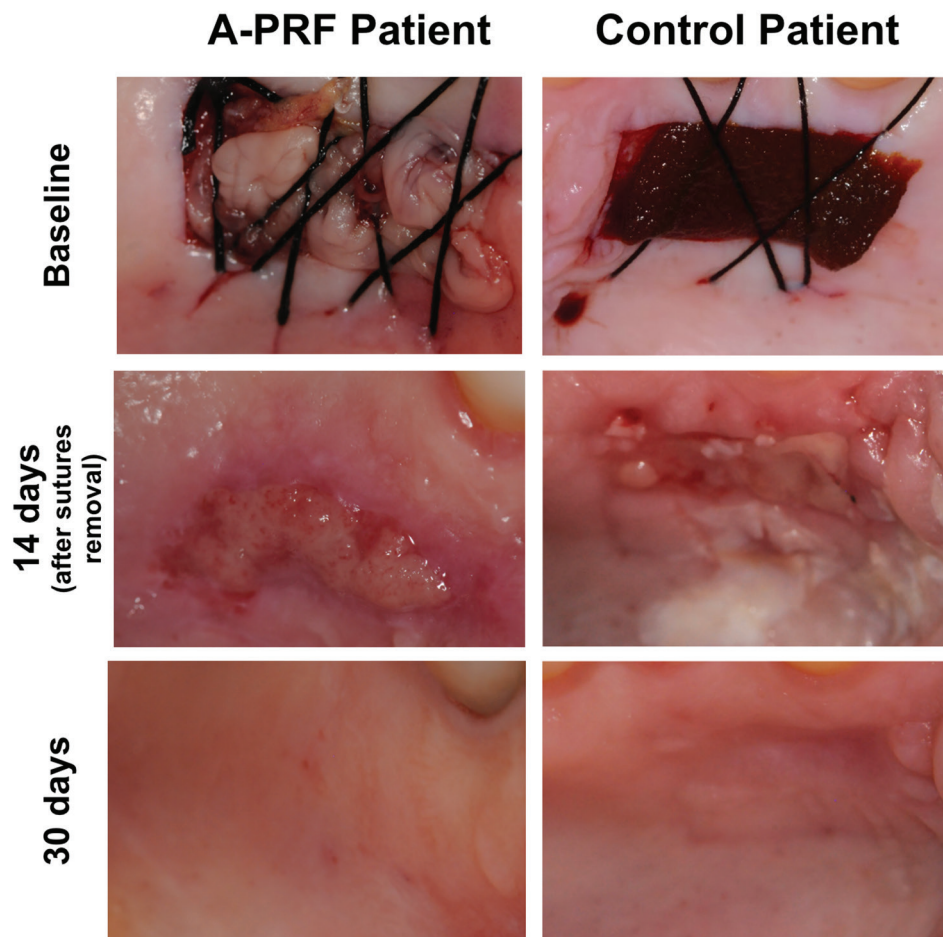 A-PRF Patient
Control Patient
Baseline
14 days
(after sutures
removal)
30 days